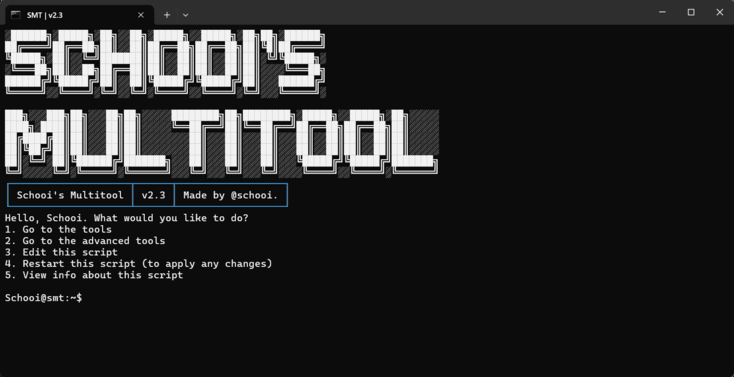 SMT | v2.3
SCHOOI'S
MULTITOOL
Schooi's Multitool | v2.3 | Made by @schooi.
Hello, Schooi. What would you like to do?
1. Go to the tools
2. Go to the advanced tools
3. Edit this script
4. Restart this script (to apply any changes)
5. View info about this script
Schooi@smt:~$